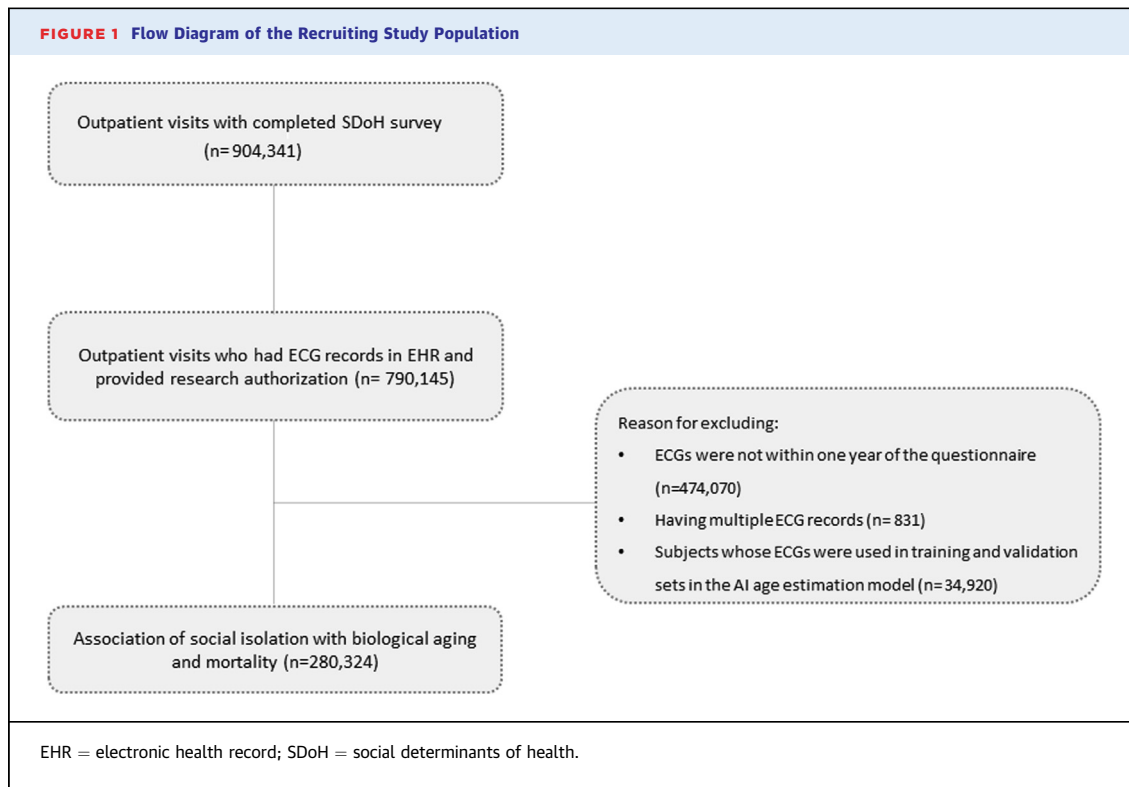 FIGURE 1 Flow Diagram of the Recruiting Study Population
Outpatient visits with completed SDoH survey
(n= 904,341)
Outpatient visits who had ECG records in EHR and
provided research authorization (n= 790,145)
Reason for excluding:
• ECGs were not within one year of the questionnaire
(n=474,070)
• Having multiple ECG records (n= 831)
• Subjects whose ECGs were used in training and validation
sets in the AI age estimation model (n=34,920)
Association of social isolation with biological aging
and mortality (n=280,324)
EHR = electronic health record; SDoH = social determinants of health.